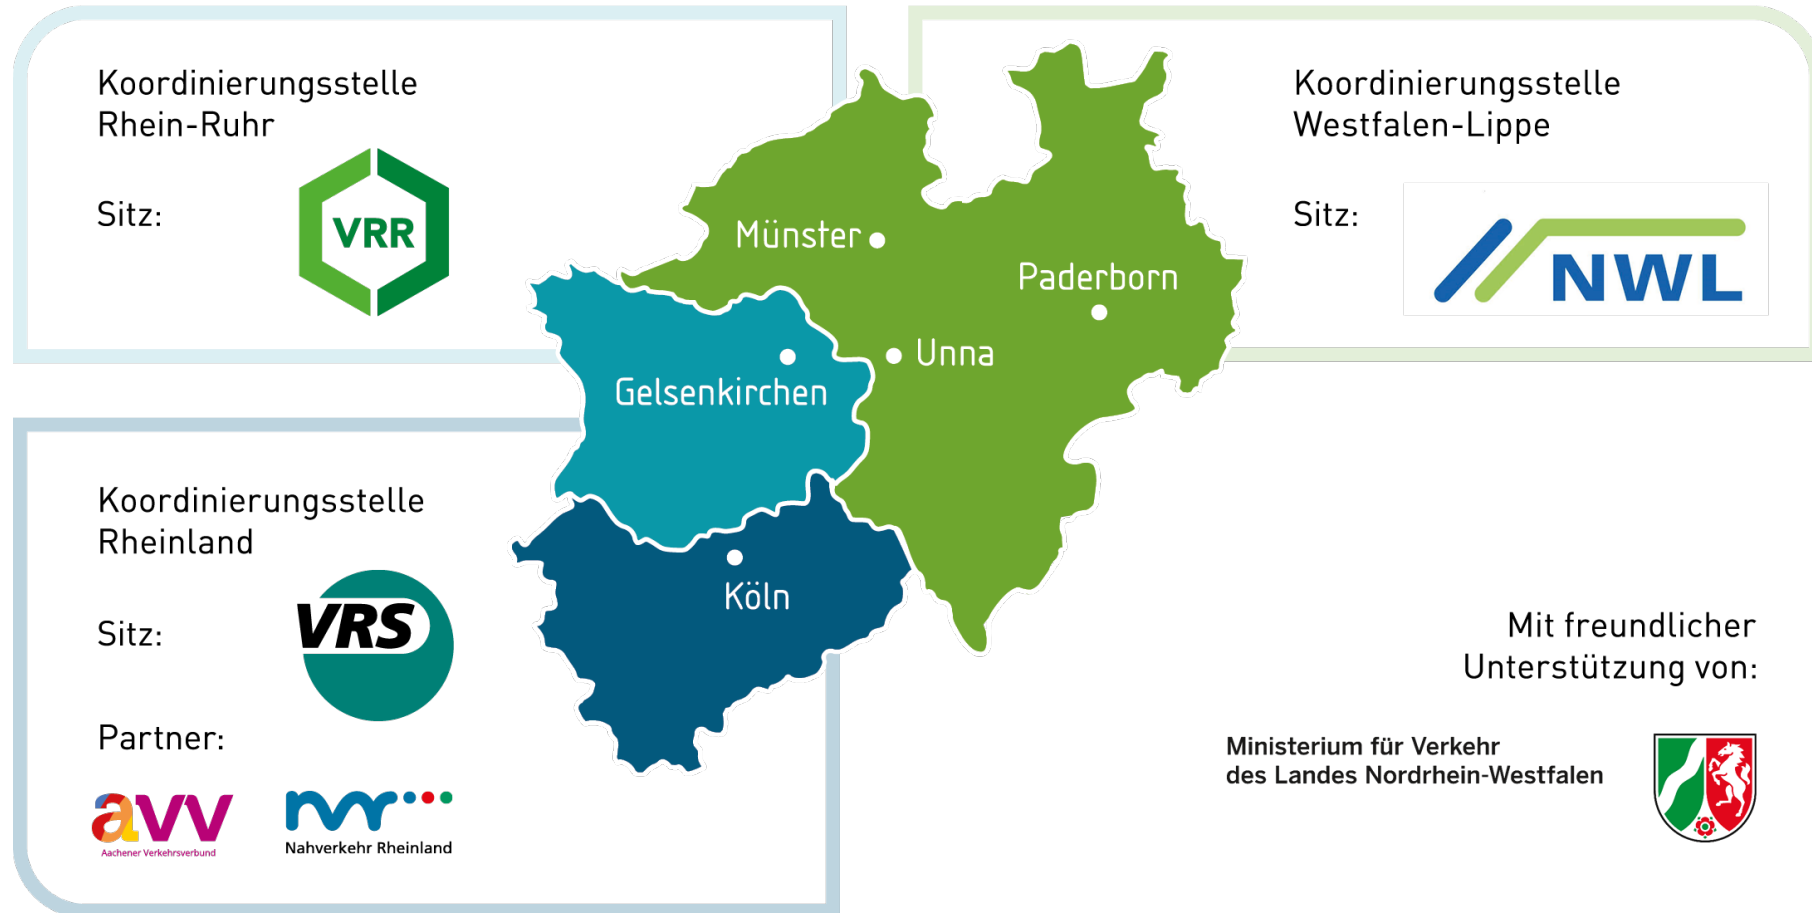 Koordinierungsstelle
Rhein-Ruhr
Sitz:
VRR
Koordinierungsstelle
Westfalen-Lippe
Sitz:
NWL
Münster
Paderborn
Unna
Gelsenkirchen
Köln
Koordinierungsstelle
Rheinland
Sitz:
VRS
Partner:
avv
Aachener Verkehrsverbund
nvr
Nahverkehr Rheinland
Mit freundlicher
Unterstützung von:
Ministerium für Verkehr
des Landes Nordrhein-Westfalen